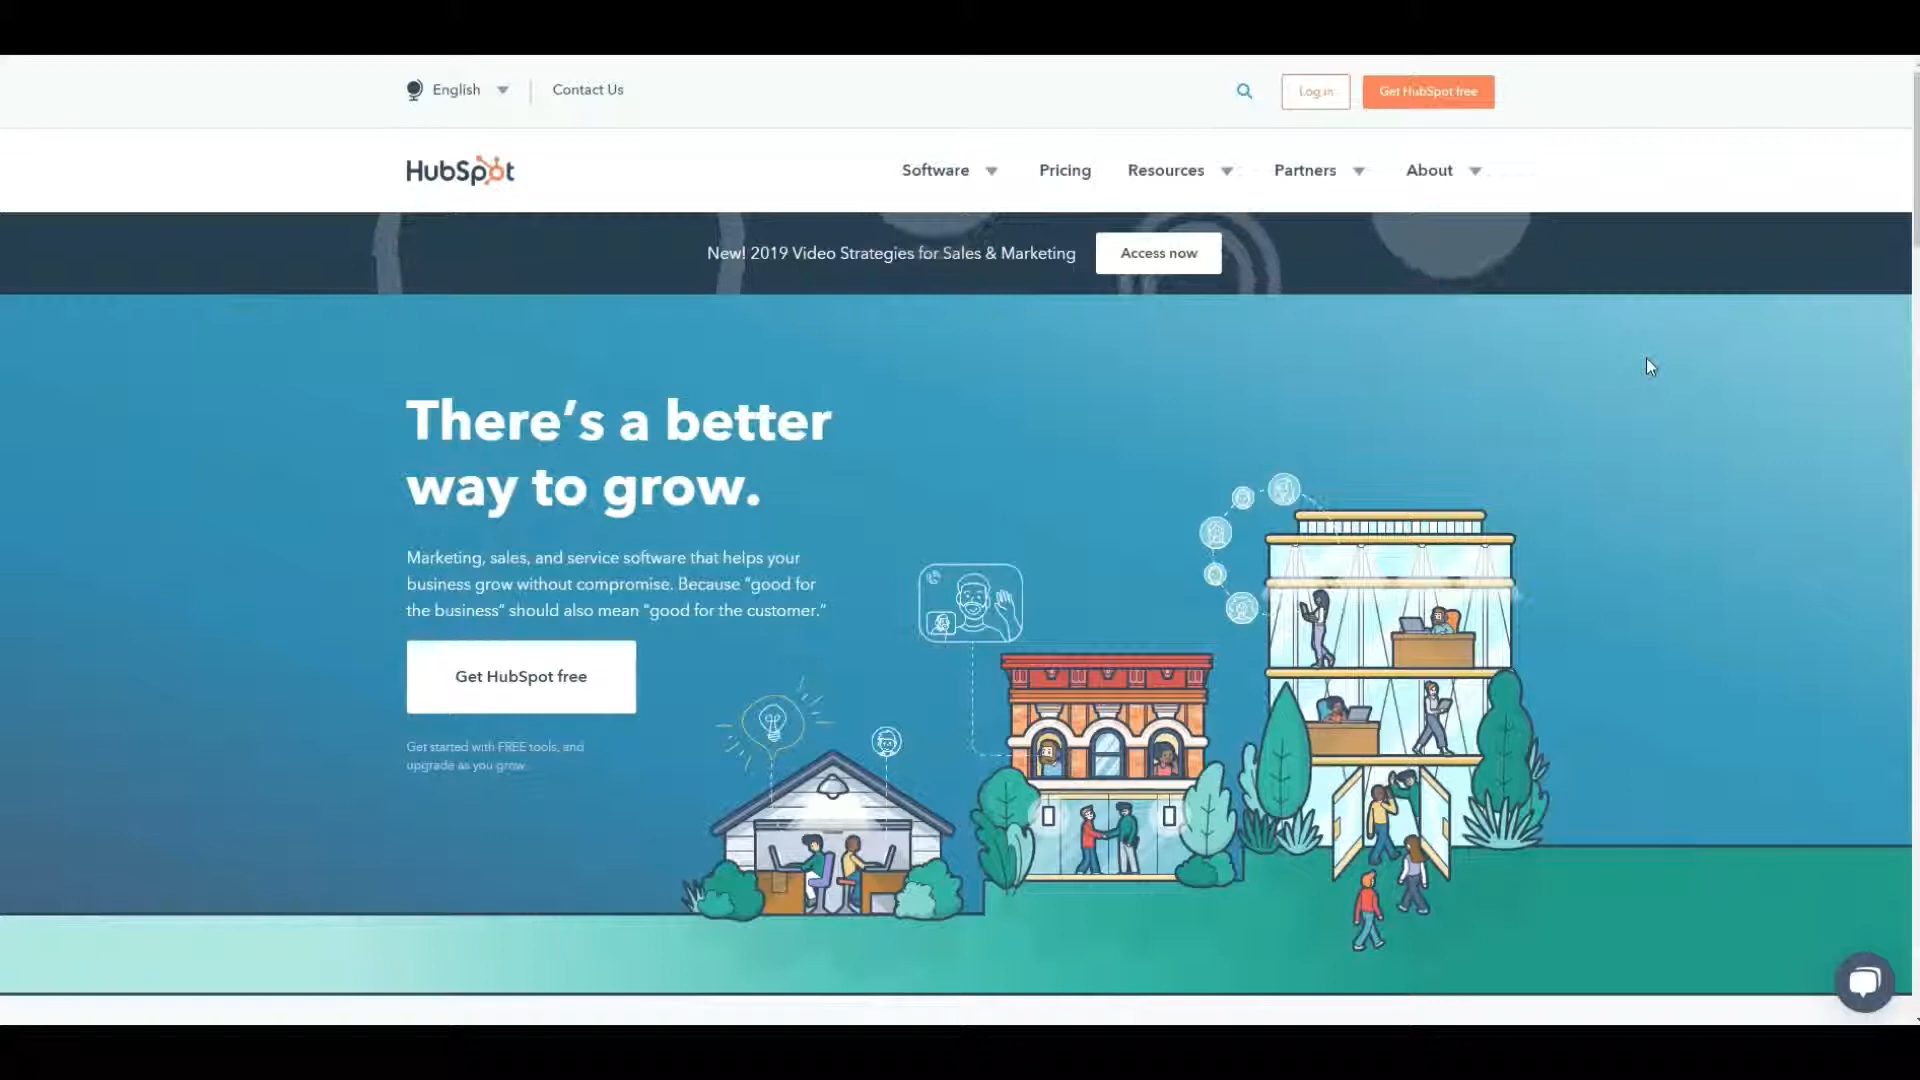 English
Contact Us
Log in
Get HubSpot free
HubSpot
Software
Pricing
Resources
Partners
About
New! 2019 Video Strategies for Sales & Marketing
Access now
There’s a better
way to grow.
Marketing, sales, and service software that helps your
business grow without compromise. Because “good for
the business” should also mean “good for the customer.”
Get HubSpot free
Get started with FREE tools, and
upgrade as you grow.